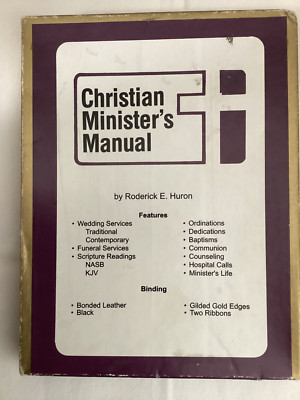 Christian
Minister's
Manual
by Roderick E. Huron
Features
• Wedding Services
Traditional
Contemporary
• Funeral Services
• Scripture Readings
NASB
KJV
• Ordinations
• Dedications
• Baptisms
• Communion
• Counseling
• Hospital Calls
• Minister's Life
Binding
• Bonded Leather
• Black
• Gilded Gold Edges
• Two Ribbons